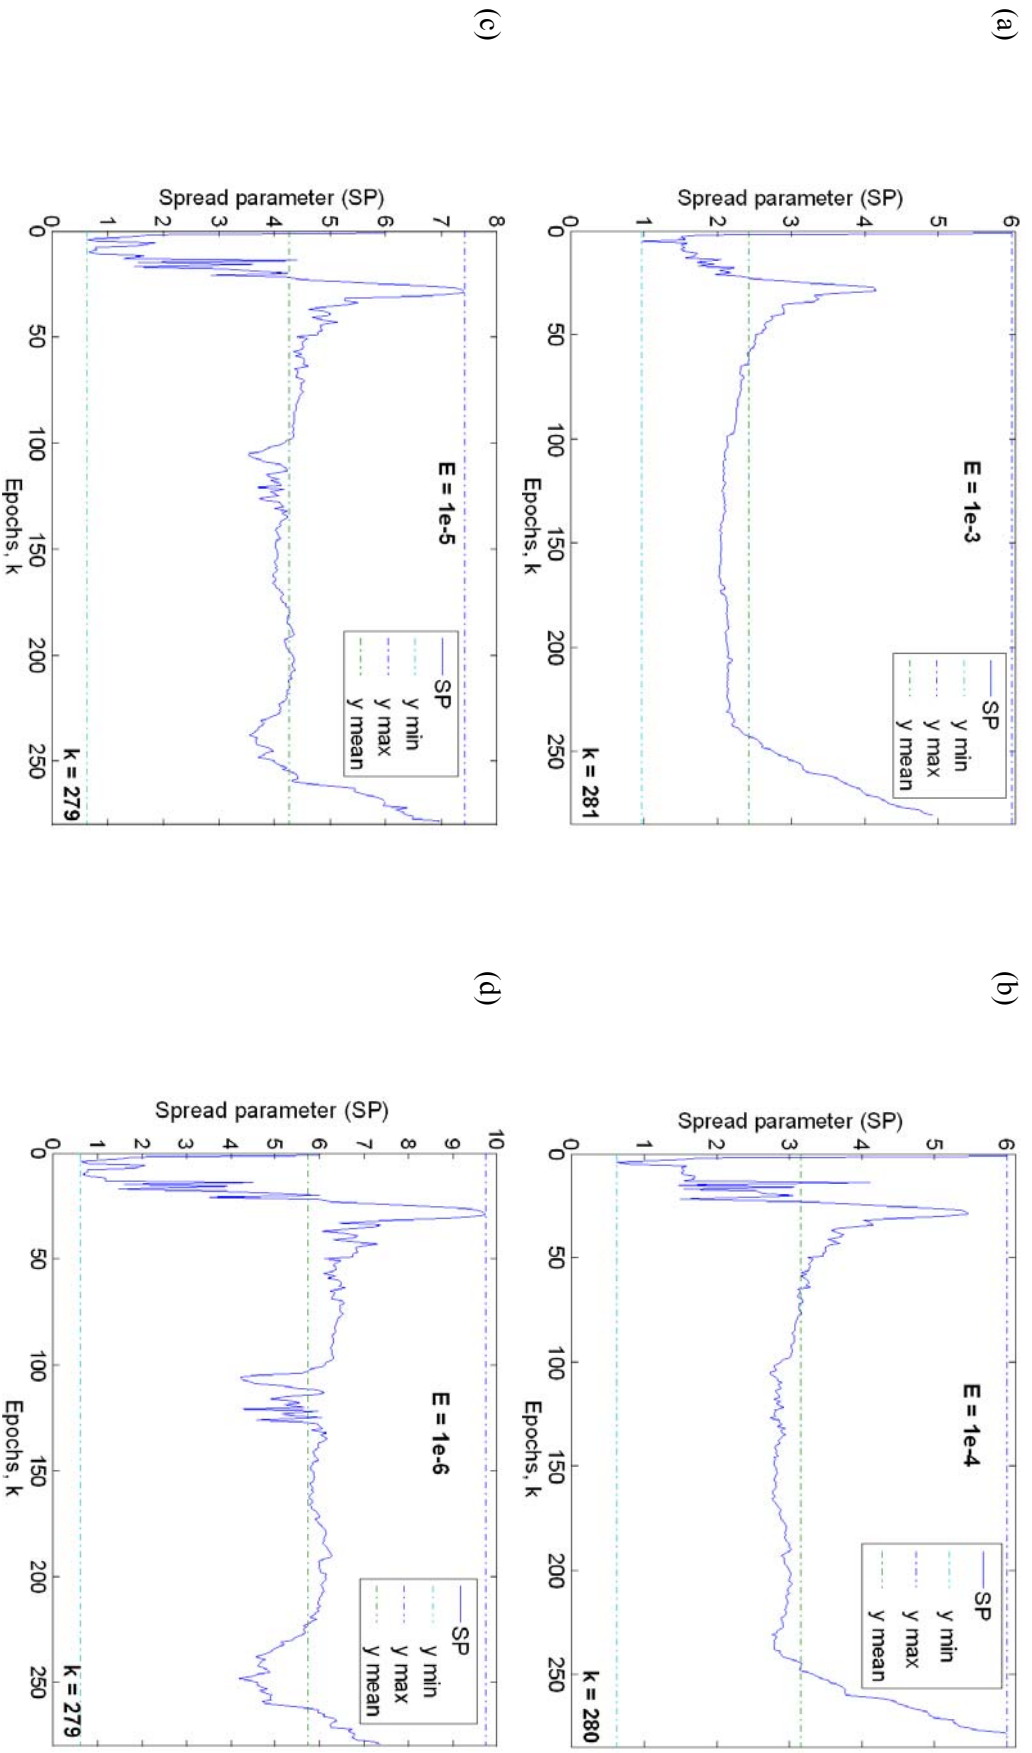 (a)
Spread parameter (SP)
6
5
4
3
2
1
0
0 50 100 150 200 250
Epochs, k
E = 1e-3
SP
y min
y max
y mean
k = 281
(b)
Spread parameter (SP)
6
5
4
3
2
1
0
0 50 100 150 200 250
Epochs, k
E = 1e-4
SP
y min
y max
y mean
k = 280
(c)
Spread parameter (SP)
8
7
6
5
4
3
2
1
0
0 50 100 150 200 250
Epochs, k
E = 1e-5
SP
y min
y max
y mean
k = 279
(d)
Spread parameter (SP)
10
9
8
7
6
5
4
3
2
1
0
0 50 100 150 200 250
Epochs, k
E = 1e-6
SP
y min
y max
y mean
k = 279